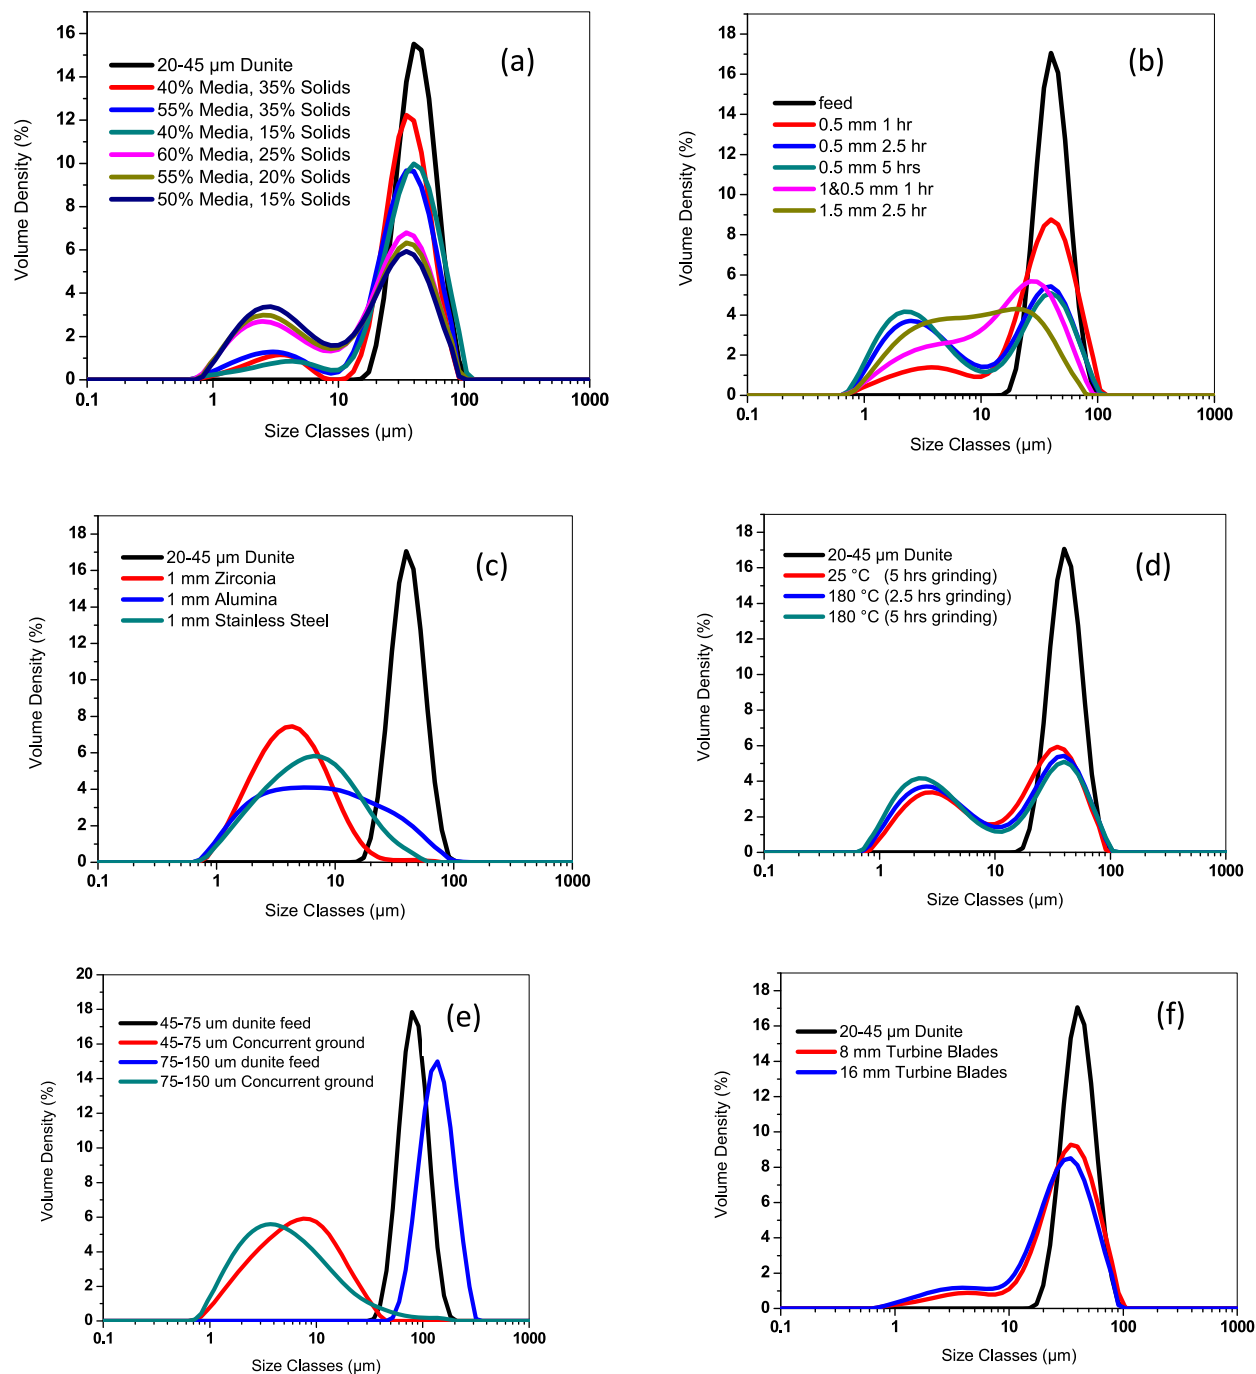 (a)
20-45 µm Dunite
40% Media, 35% Solids
55% Media, 35% Solids
40% Media, 15% Solids
60% Media, 25% Solids
55% Media, 20% Solids
50% Media, 15% Solids
Volume Density (%)
16
14
12
10
8
6
4
2
0
0.1 1 10 100 1000
Size Classes (µm)
(b)
feed
0.5 mm 1 hr
0.5 mm 2.5 hr
0.5 mm 5 hrs
1&0.5 mm 1 hr
1.5 mm 2.5 hr
Volume Density (%)
18
16
14
12
10
8
6
4
2
0
0.1 1 10 100 1000
Size Classes (µm)
(c)
20-45 µm Dunite
1 mm Zirconia
1 mm Alumina
1 mm Stainless Steel
Volume Density (%)
18
16
14
12
10
8
6
4
2
0
0.1 1 10 100 1000
Size Classes (µm)
(d)
20-45 µm Dunite
25 °C (5 hrs grinding)
180 °C (2.5 hrs grinding)
180 °C (5 hrs grinding)
Volume Density (%)
18
16
14
12
10
8
6
4
2
0
0.1 1 10 100 1000
Size Classes (µm)
(e)
45-75 um dunite feed
45-75 um Concurrent ground
75-150 um dunite feed
75-150 um Concurrent ground
Volume Density (%)
20
18
16
14
12
10
8
6
4
2
0
0.1 1 10 100 1000
Size Classes (µm)
(f)
20-45 µm Dunite
8 mm Turbine Blades
16 mm Turbine Blades
Volume Density (%)
18
16
14
12
10
8
6
4
2
0
0.1 1 10 100 1000
Size Classes (µm)